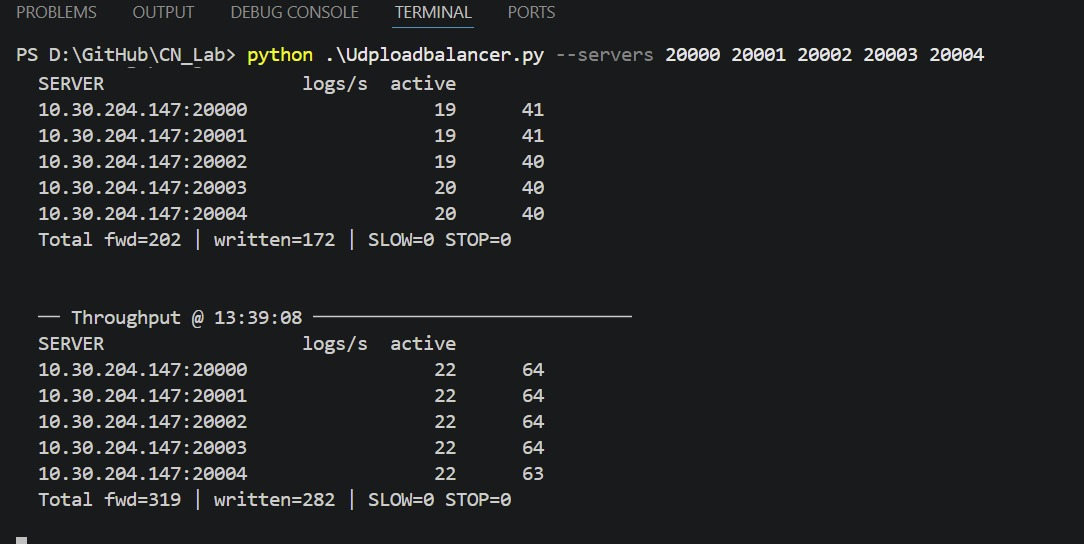 PROBLEMS OUTPUT DEBUG CONSOLE TERMINAL PORTS
PS D:\GitHub\CN_Lab> python .\Udploadbalancer.py --servers 20000 20001 20002 20003 20004
SERVER logs/s active
10.30.204.147:20000 19 41
10.30.204.147:20001 19 41
10.30.204.147:20002 19 40
10.30.204.147:20003 20 40
10.30.204.147:20004 20 40
Total fwd=202 | written=172 | SLOW=0 STOP=0
── Throughput @ 13:39:08 ─────────────────────────────
SERVER logs/s active
10.30.204.147:20000 22 64
10.30.204.147:20001 22 64
10.30.204.147:20002 22 64
10.30.204.147:20003 22 64
10.30.204.147:20004 22 63
Total fwd=319 | written=282 | SLOW=0 STOP=0